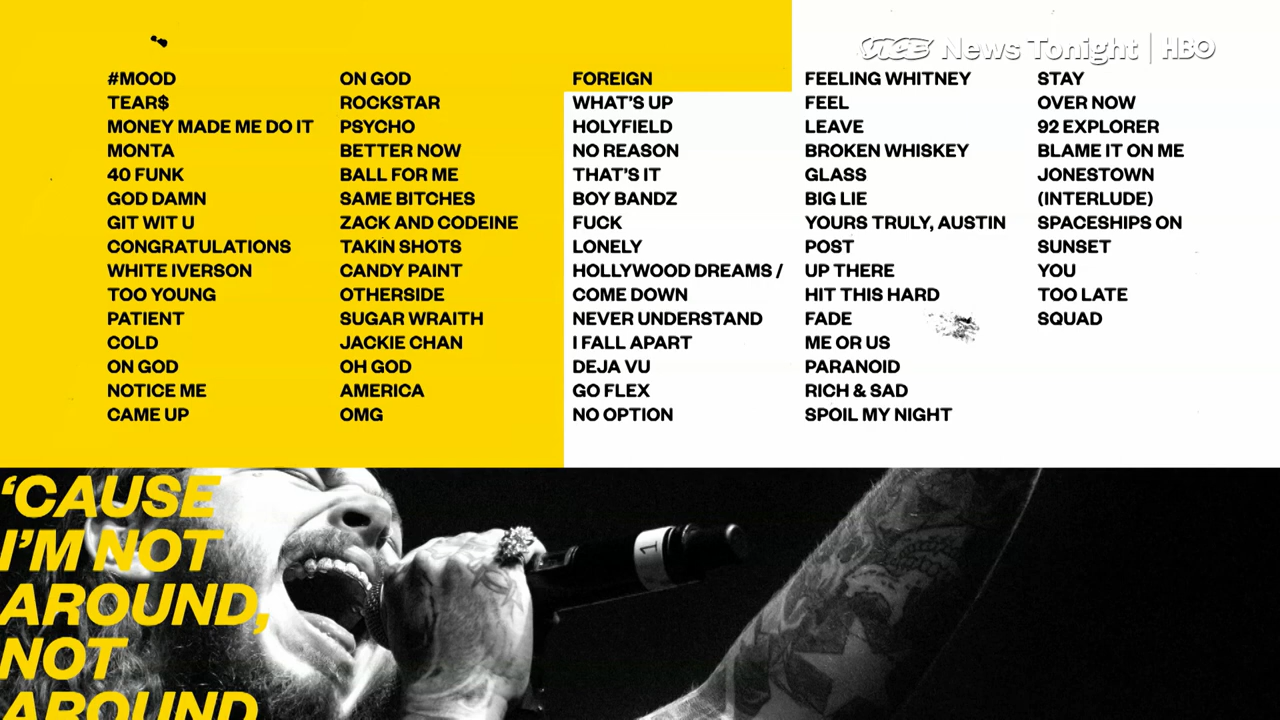 VICE News Tonight | HBO
#MOOD
TEAR$
MONEY MADE ME DO IT
MONTA
40 FUNK
GOD DAMN
GIT WIT U
CONGRATULATIONS
WHITE IVERSON
TOO YOUNG
PATIENT
COLD
ON GOD
NOTICE ME
CAME UP
ON GOD
ROCKSTAR
PSYCHO
BETTER NOW
BALL FOR ME
SAME BITCHES
ZACK AND CODEINE
TAKIN SHOTS
CANDY PAINT
OTHERSIDE
SUGAR WRAITH
JACKIE CHAN
OH GOD
AMERICA
OMG
FOREIGN
WHAT'S UP
HOLYFIELD
NO REASON
THAT'S IT
BOY BANDZ
FUCK
LONELY
HOLLYWOOD DREAMS /
COME DOWN
NEVER UNDERSTAND
I FALL APART
DEJA VU
GO FLEX
NO OPTION
FEELING WHITNEY
FEEL
LEAVE
BROKEN WHISKEY
GLASS
BIG LIE
YOURS TRULY, AUSTIN
POST
UP THERE
HIT THIS HARD
FADE
ME OR US
PARANOID
RICH & SAD
SPOIL MY NIGHT
STAY
OVER NOW
92 EXPLORER
BLAME IT ON ME
JONESTOWN
(INTERLUDE)
SPACESHIPS ON
SUNSET
YOU
TOO LATE
SQUAD
'CAUSE
I'M NOT
AROUND,
NOT
AROUND
1